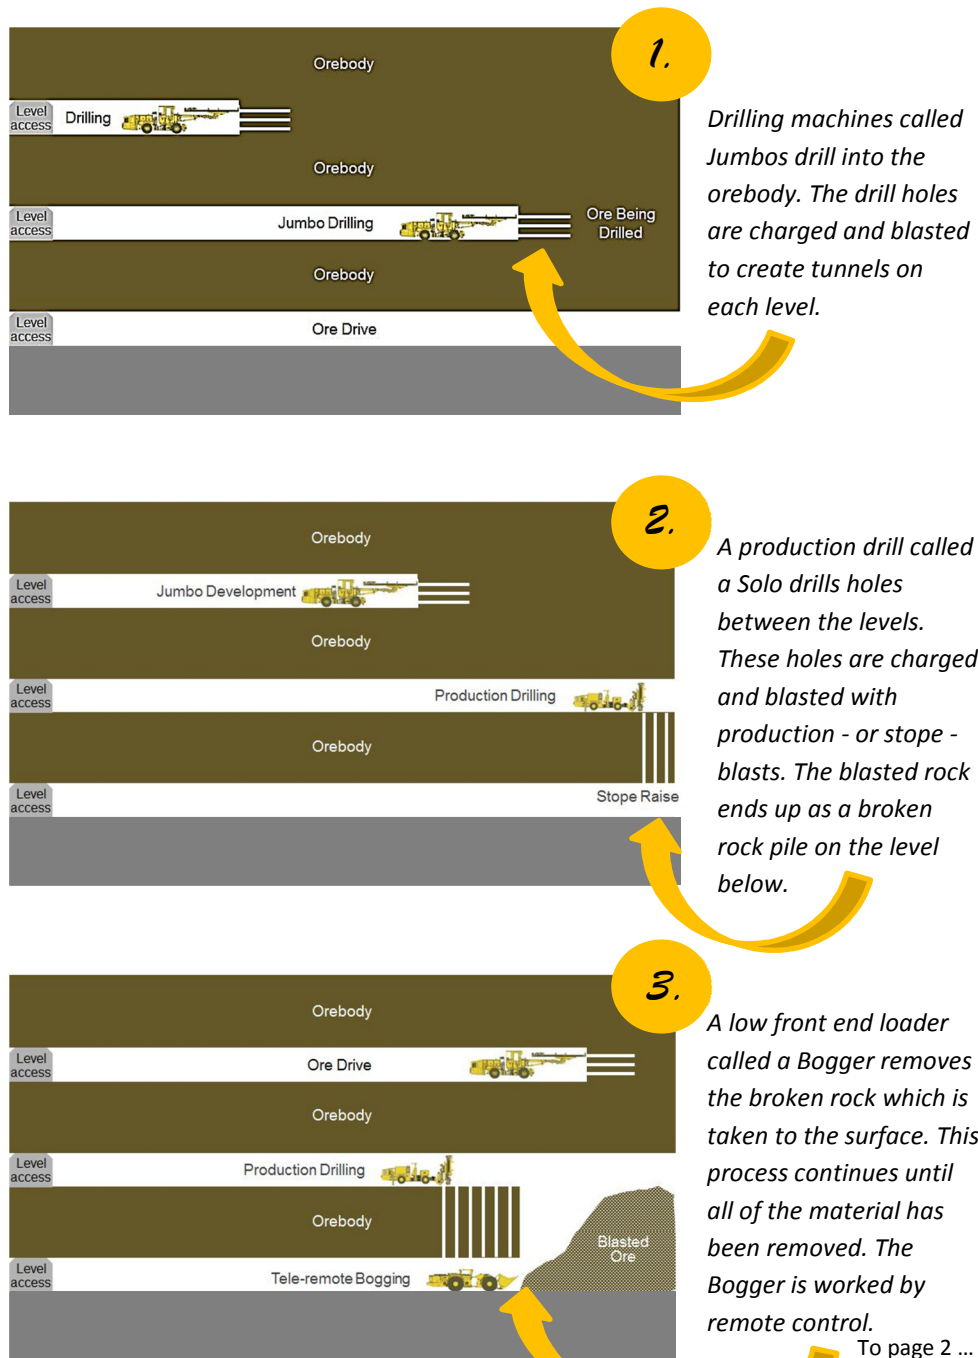 1.
Orebody
Level
access
Drilling
Orebody
Level
access
Jumbo Drilling
Ore Being
Drilled
Orebody
Level
access
Ore Drive
Drilling machines called
Jumbos drill into the
orebody. The drill holes
are charged and blasted
to create tunnels on
each level.
2.
Orebody
Level
access
Jumbo Development
Orebody
Level
access
Production Drilling
Orebody
Level
access
Stope Raise
A production drill called
a Solo drills holes
between the levels.
These holes are charged
and blasted with
production - or stope -
blasts. The blasted rock
ends up as a broken
rock pile on the level
below.
3.
Orebody
Level
access
Ore Drive
Orebody
Level
access
Production Drilling
Orebody
Blasted
Ore
Level
access
Tele-remote Bogging
A low front end loader
called a Bogger removes
the broken rock which is
taken to the surface. This
process continues until
all of the material has
been removed. The
Bogger is worked by
remote control.
To page 2 ...